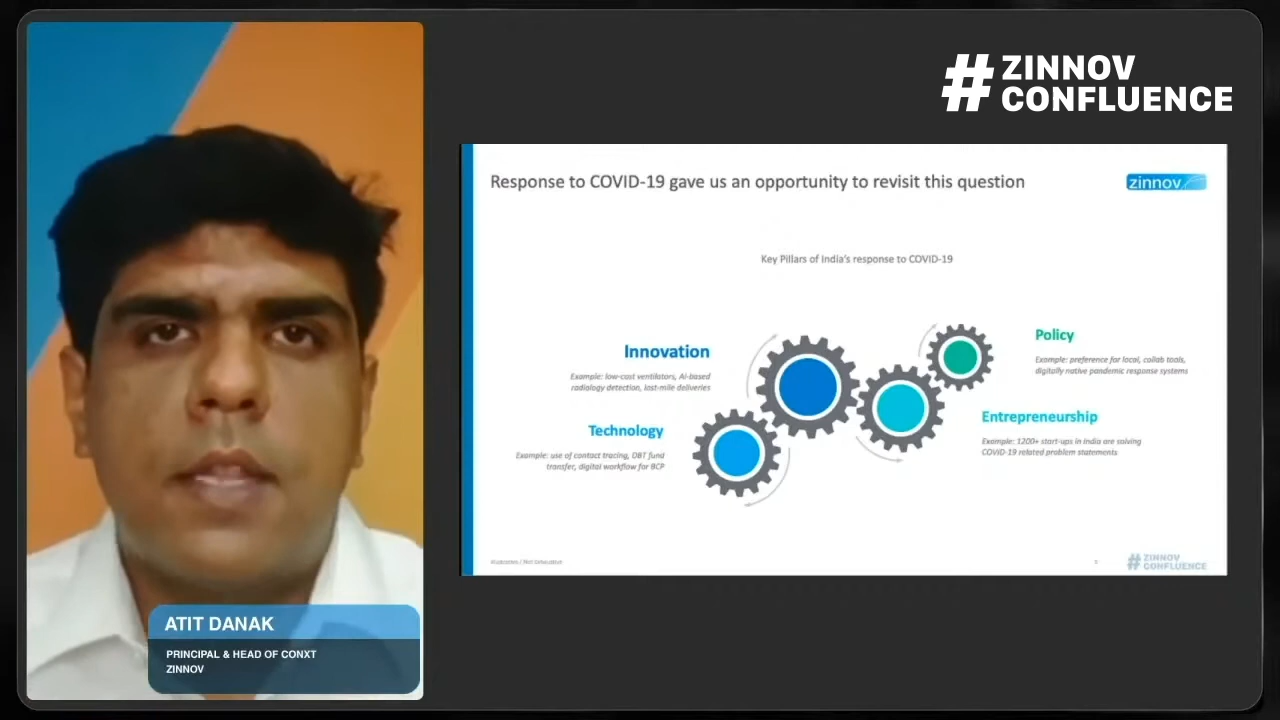 # ZINNOV
CONFLUENCE
Response to COVID-19 gave us an opportunity to revisit this question
zinnov
Key Pillars of India's response to COVID-19
Innovation
Example: low-cost ventilators, AI-based
radiology detection, last-mile deliveries
Technology
Example: use of contact tracing, DBT fund
transfer, digital workflow for BCP
Policy
Example: preference for local, collab tools,
digitally native pandemic response systems
Entrepreneurship
Example: 1200+ start-ups in India are solving
COVID-19 related problem statements
# ZINNOV
CONFLUENCE
ATIT DANAK
PRINCIPAL & HEAD OF CONXT
ZINNOV